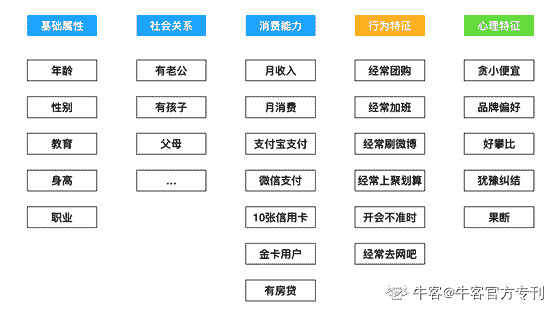 基础属性
社会关系
消费能力
行为特征
心理特征
年龄
有老公
月收入
经常团购
贪小便宜
性别
有孩子
月消费
经常加班
品牌偏好
教育
父母
支付宝支付
经常刷微博
好攀比
身高
...
微信支付
经常上聚划算
犹豫纠结
职业
10张信用卡
开会不准时
果断
金卡用户
经常去网吧
有房贷
牛客@牛客官方专刊